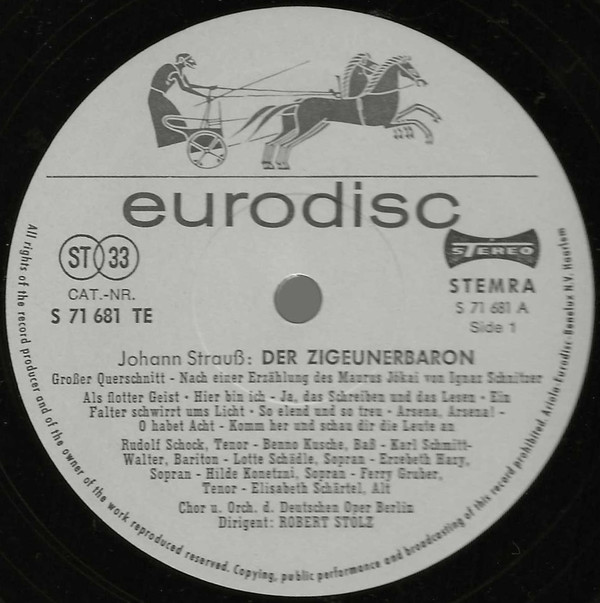 eurodisc
ST 33
STEREO
CAT.-NR.
S 71 681 TE
STEMRA
S 71 681 A
Side 1
Johann Strauß: DER ZIGEUNERBARON
Großer Querschnitt - Nach einer Erzählung des Maurus Jókai von Ignaz Schnitzer
Als flotter Geist · Hier bin ich - Ja, das Schreiben und das Lesen - Ein
Falter schwirrt ums Licht · So elend und so treu - Arsena, Arsena! -
O habet Acht - Komm her und schau dir die Leute an
Rudolf Schock, Tenor - Benno Kusche, Baß - Karl Schmitt-
Walter, Bariton - Lotte Schädle, Sopran - Erzebeth Hazy,
Sopran - Hilde Konetzni, Sopran - Ferry Gruber,
Tenor - Elisabeth Schärtel, Alt
Chor u. Orch. d. Deutschen Oper Berlin
Dirigent: ROBERT STOLZ
All rights of the record producer and of the owner of the work reproduced reserved. Copying, public performance and broadcasting of this record prohibited. Ariola-Eurodisc-Benelux N.V. Haarlem